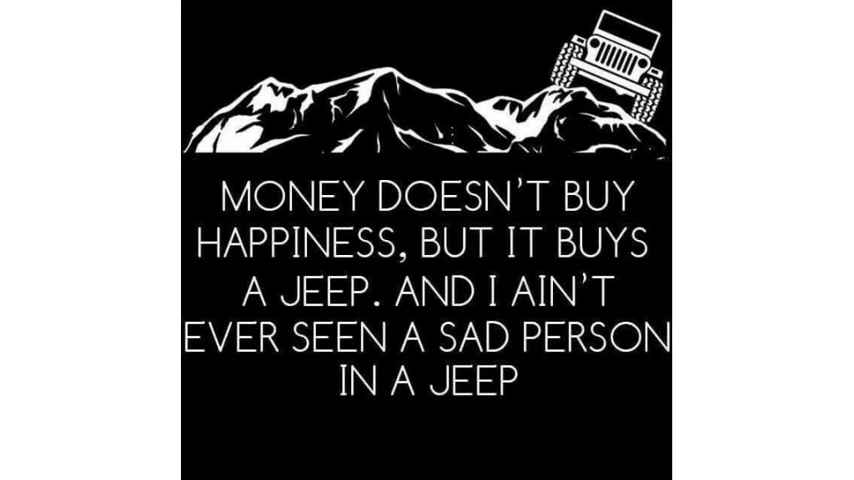 MONEY DOESN'T BUY
HAPPINESS, BUT IT BUYS
A JEEP. AND I AIN'T
EVER SEEN A SAD PERSON
IN A JEEP